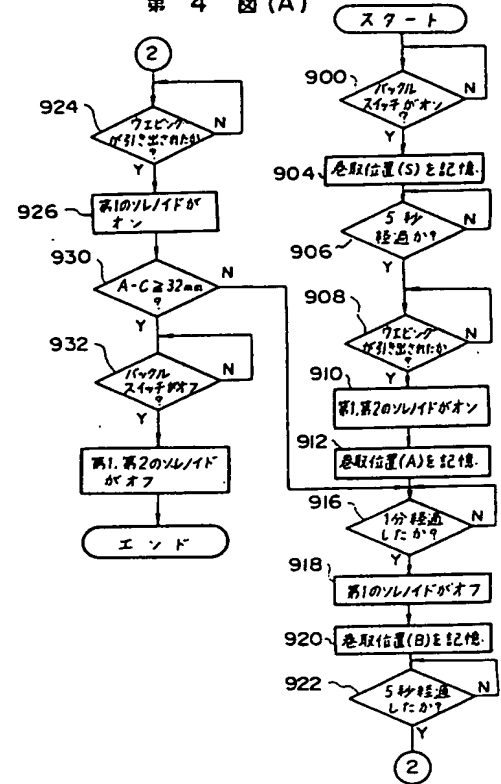 第 4 図 (A)
スタート
900
バックル
スイッチがオン
?
N
Y
904
巻取位置(S)を記憶.
906
5 秒
経過か?
N
Y
908
ウエビング
が引き出されたか
?
N
Y
910
第1,第2のソレノイドがオン
912
巻取位置(A)を記憶.
916
1分経過
したか?
N
Y
918
第1のソレノイドがオフ
920
巻取位置(B)を記憶.
922
5秒経過
したか?
N
Y
2
2
924
ウエビング
が引き出されたか
?
N
Y
926
第1のソレノイドが
オン
930
A-C≧32mm
?
N
Y
932
バックル
スイッチがオフ
?
N
Y
第1,第2のソレノイド
がオフ
エンド